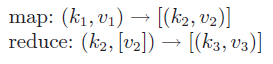 map: (k₁, v₁) → [(k₂, v₂)]
reduce: (k₂, [v₂]) → [(k₃, v₃)]